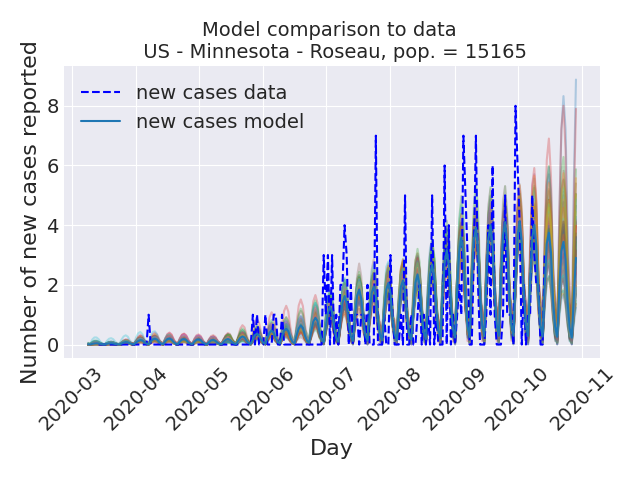 Model comparison to data
US - Minnesota - Roseau, pop. = 15165
Number of new cases reported
8
6
4
2
0
new cases data
new cases model
2020-03
2020-04
2020-05
2020-06
2020-07
2020-08
2020-09
2020-10
2020-11
Day